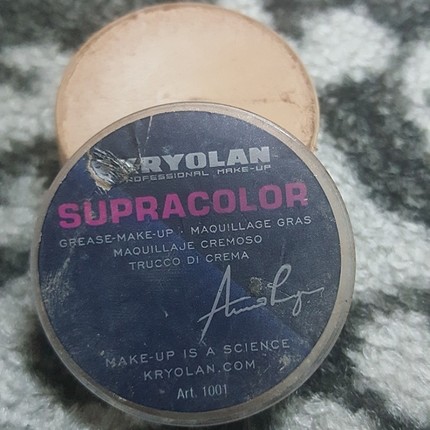 KRYOLAN
PROFESSIONAL MAKE-UP
SUPRACOLOR
GREASE-MAKE-UP · MAQUILLAGE GRAS
MAQUILLAJE CREMOSO
TRUCCO DI CREMA
MAKE-UP IS A SCIENCE
KRYOLAN.COM
Art. 1001